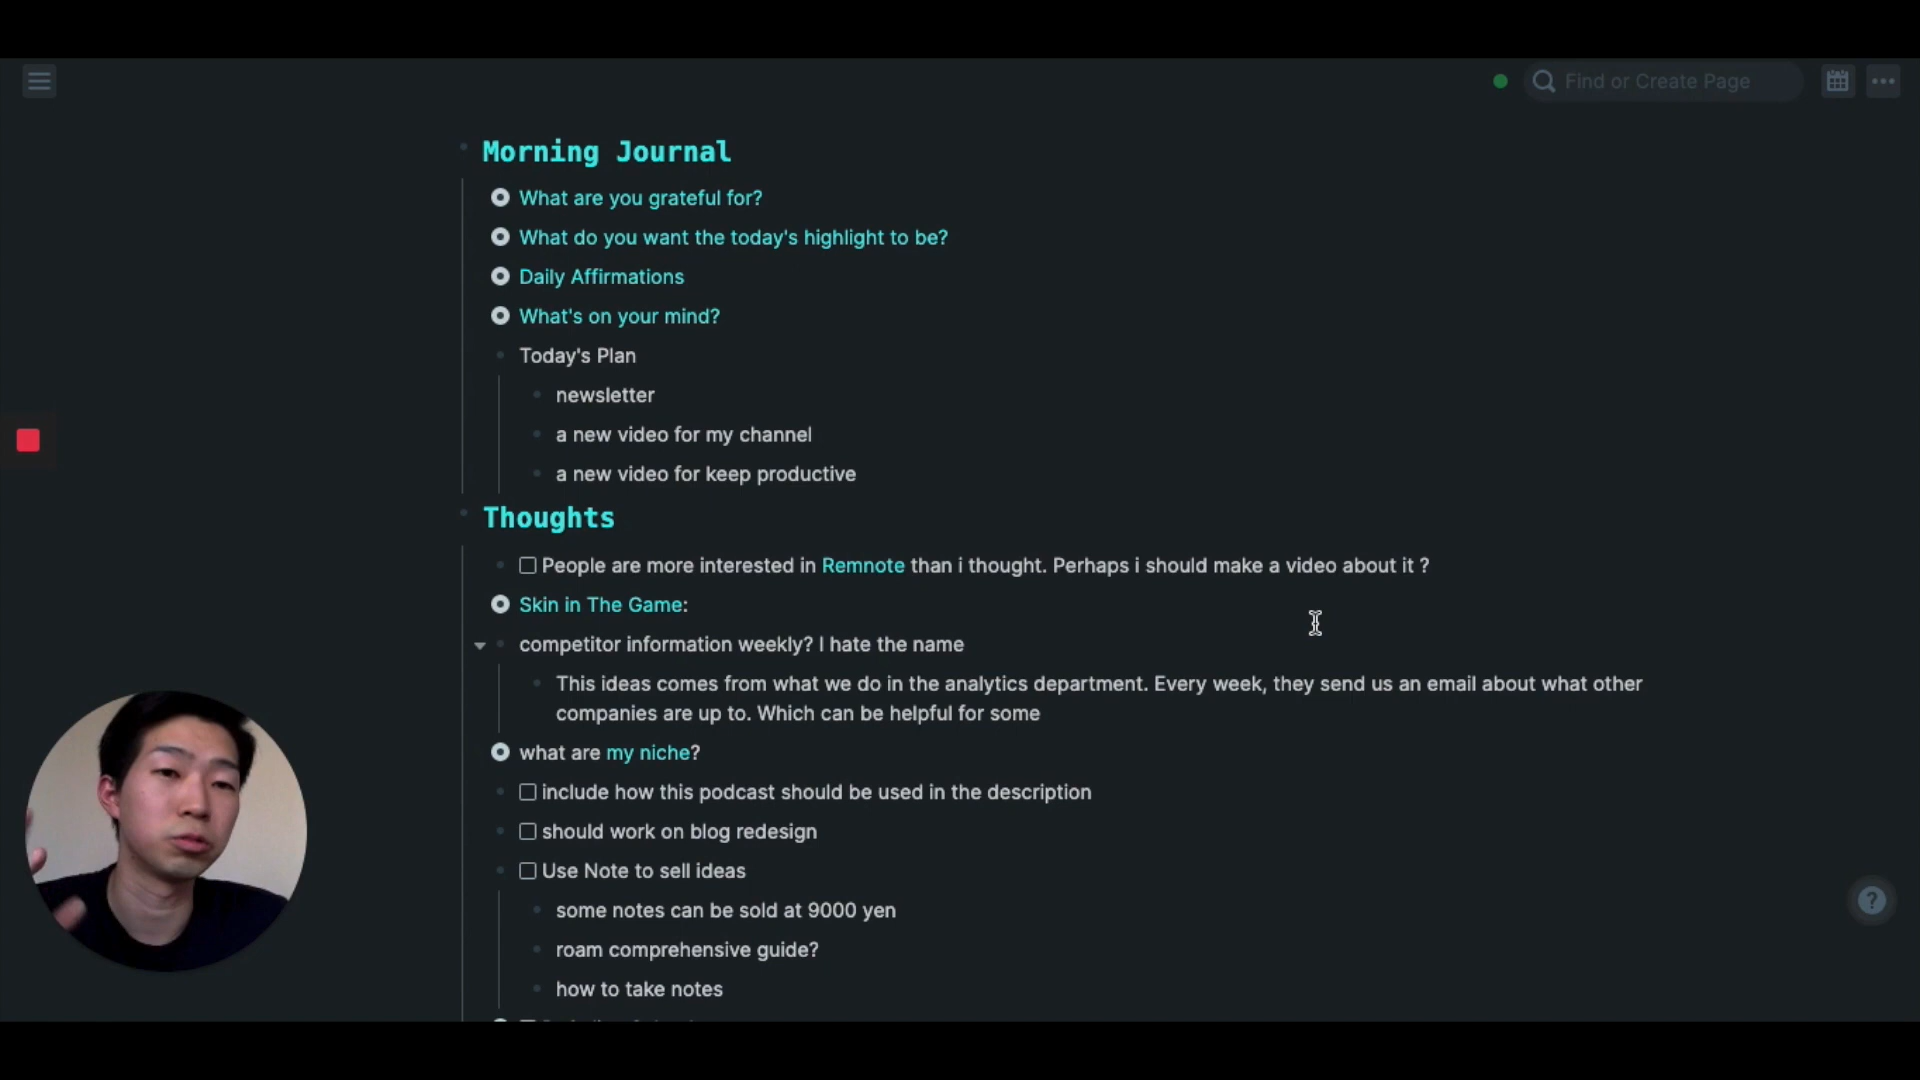 Find or Create Page
Morning Journal
What are you grateful for?
What do you want the today's highlight to be?
Daily Affirmations
What's on your mind?
Today's Plan
newsletter
a new video for my channel
a new video for keep productive
Thoughts
People are more interested in Remnote than i thought. Perhaps i should make a video about it ?
Skin in The Game:
competitor information weekly? I hate the name
This ideas comes from what we do in the analytics department. Every week, they send us an email about what other
companies are up to. Which can be helpful for some
what are my niche?
include how this podcast should be used in the description
should work on blog redesign
Use Note to sell ideas
some notes can be sold at 9000 yen
roam comprehensive guide?
how to take notes
?